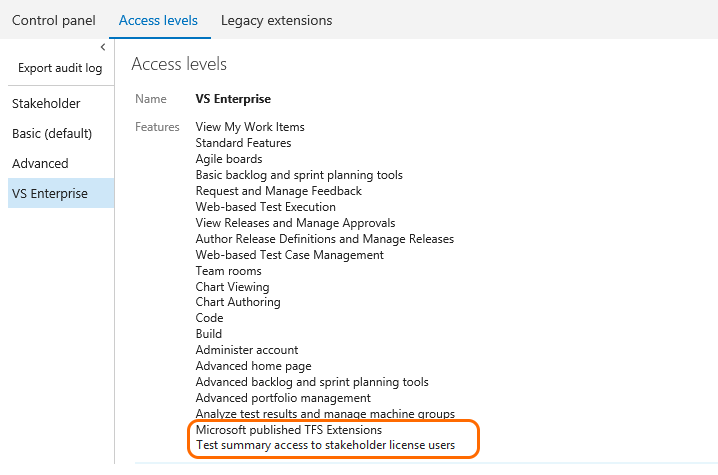 Control panel Access levels Legacy extensions
Export audit log
Stakeholder
Basic (default)
Advanced
VS Enterprise
Access levels
Name VS Enterprise
Features View My Work Items
Standard Features
Agile boards
Basic backlog and sprint planning tools
Request and Manage Feedback
Web-based Test Execution
View Releases and Manage Approvals
Author Release Definitions and Manage Releases
Web-based Test Case Management
Team rooms
Chart Viewing
Chart Authoring
Code
Build
Administer account
Advanced home page
Advanced backlog and sprint planning tools
Advanced portfolio management
Analyze test results and manage machine groups
Microsoft published TFS Extensions
Test summary access to stakeholder license users